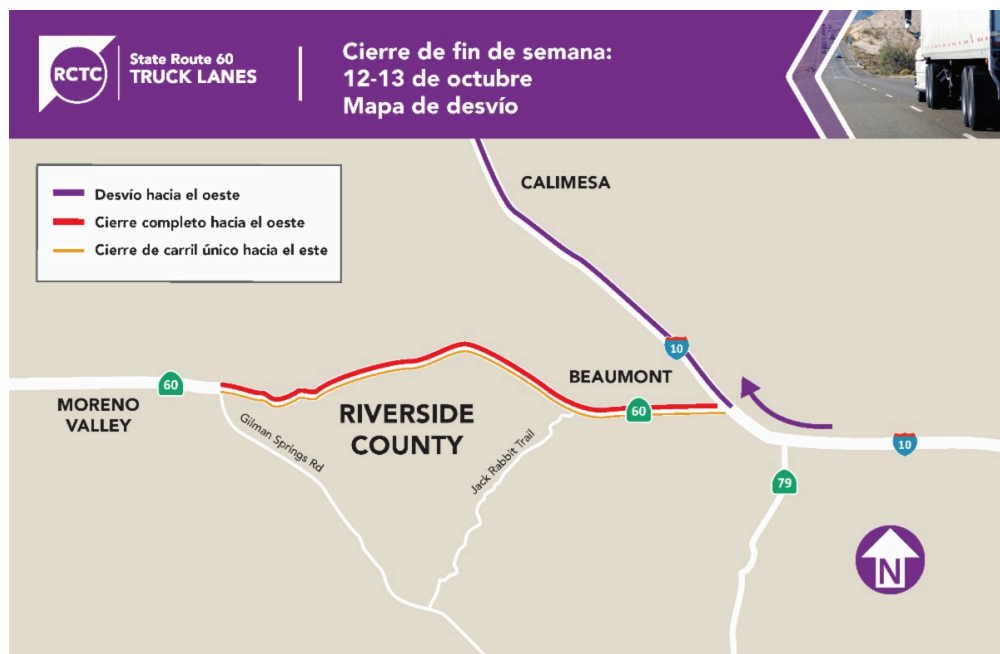 RCTC
State Route 60
TRUCK LANES
Cierre de fin de semana:
12-13 de octubre
Mapa de desvío
Desvío hacia el oeste
Cierre completo hacia el oeste
Cierre de carril único hacia el este
CALIMESA
10
BEAUMONT
60
MORENO
VALLEY
60
RIVERSIDE
COUNTY
Gilman Springs Rd
Jack Rabbit Trail
10
79
N